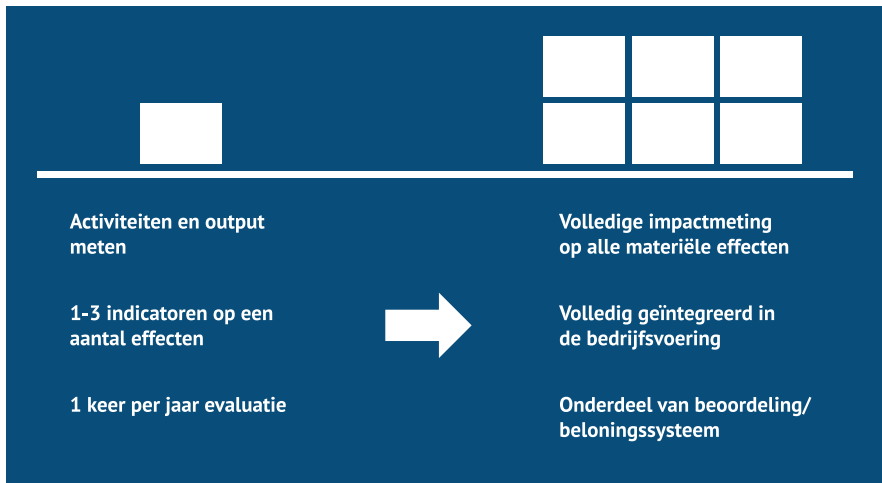 Activiteiten en output
meten
1-3 indicatoren op een
aantal effecten
1 keer per jaar evaluatie
Volledige impactmeting
op alle materiële effecten
Volledig geïntegreerd in
de bedrijfsvoering
Onderdeel van beoordeling/
beloningssysteem